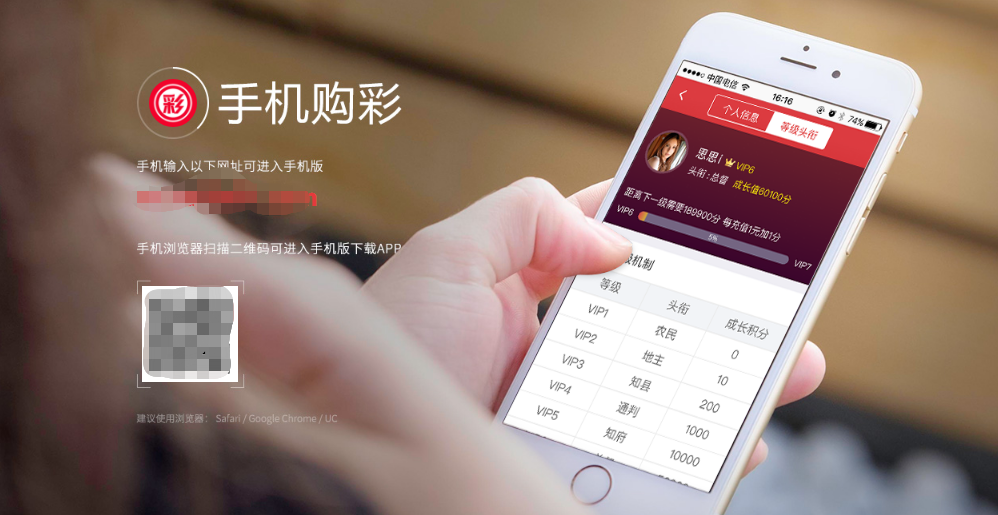 彩 手机购彩
手机输入以下网址可进入手机版
手机浏览器扫描二维码可进入手机版下载APP
建议使用浏览器： Safari / Google Chrome / UC
中国电信 16:16 74%
个人信息 等级头衔
思思i VIP6
头衔：总督 成长值60100分
距离下一级需要189900分 每充值1元加1分
VIP6 5% VIP7
机制
等级 头衔 成长积分
VIP1 农民 0
VIP2 地主 10
VIP3 知县 200
VIP4 通判 1000
VIP5 知府 10000